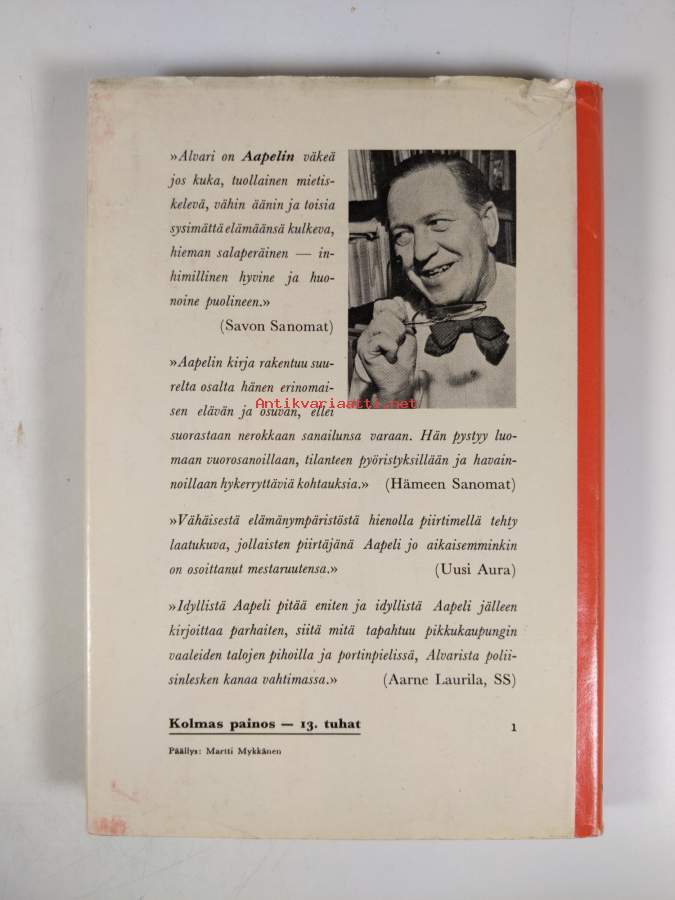 »Alvari on Aapelin väkeä
jos kuka, tuollainen mietis-
kelevä, vähin äänin ja toisia
sysimättä elämäänsä kulkeva,
hieman salaperäinen — in-
himillinen hyvine ja huo-
noine puolineen.»
(Savon Sanomat)
»Aapelin kirja rakentuu suu-
relta osalta hänen erinomai-
Antikvariaatti.net
sen elävän ja osuvan, ellei
suorastaan nerokkaan sanailunsa varaan. Hän pystyy luo-
maan vuorosanoillaan, tilanteen pyöristyksillään ja havain-
noillaan hykerryttäviä kohtauksia.» (Hämeen Sanomat)
»Vähäisestä elämänympäristöstä hienolla piirtimellä tehty
laatukuva, jollaisten piirtäjänä Aapeli jo aikaisemminkin
on osoittanut mestaruutensa.» (Uusi Aura)
»Idyllistä Aapeli pitää eniten ja idyllistä Aapeli jälleen
kirjoittaa parhaiten, siitä mitä tapahtuu pikkukaupungin
vaaleiden talojen pihoilla ja portinpielissä, Alvarista polii-
sinlesken kanaa vahtimassa.» (Aarne Laurila, SS)
Kolmas painos — 13. tuhat 1
Päällys: Martti Mykkänen